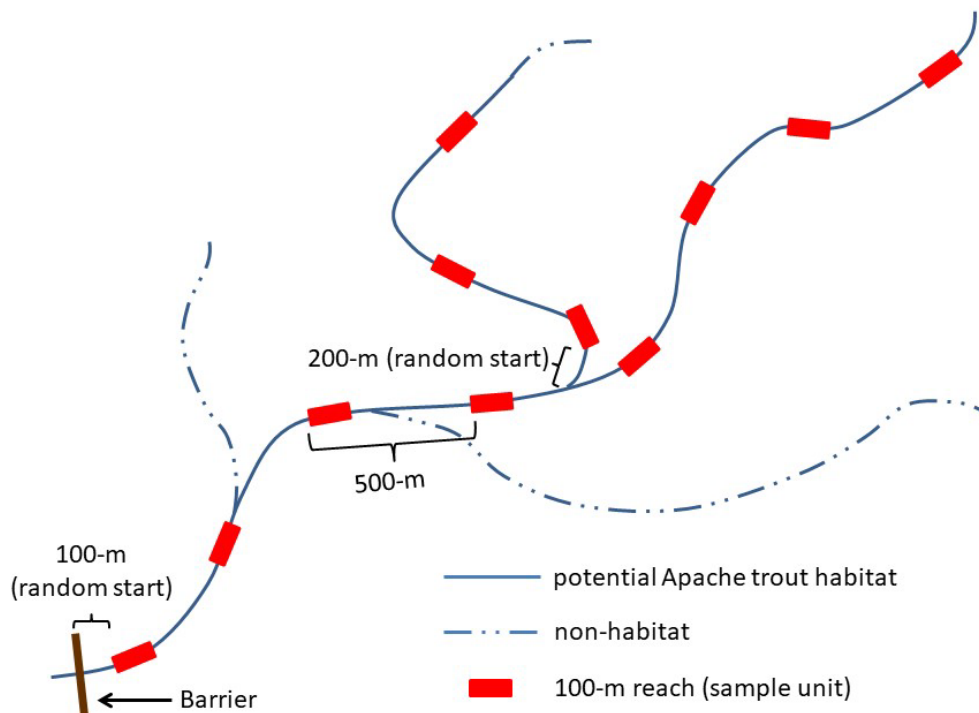 200-m (random start)
500-m
100-m
(random start)
Barrier
potential Apache trout habitat
non-habitat
100-m reach (sample unit)